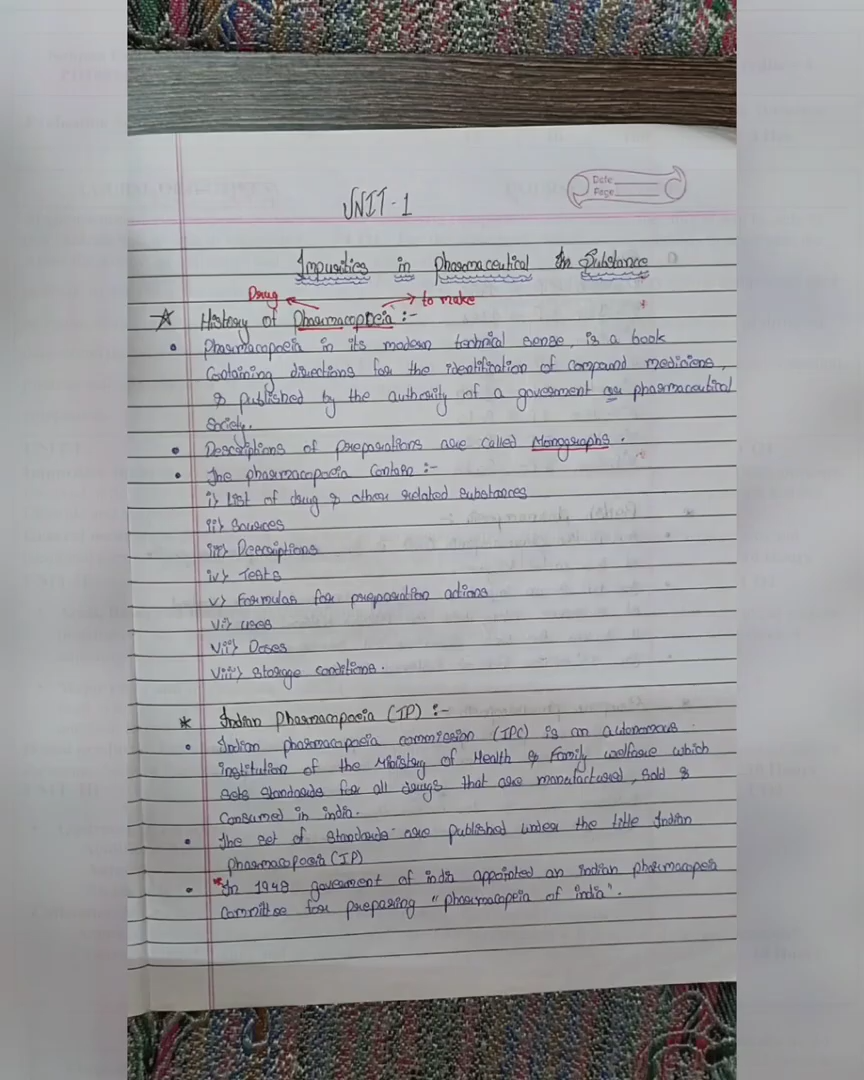 Date
Page
UNIT-1
Impurities in Pharmaceutical In Substance
Drug to make
History of Pharmacopoeia :-
• Pharmacopoeia in its modern technical sense, is a book
Containing directions for the identification of compound medicines,
& published by the authority of a goverment or pharmaceutical
Society.
• Descriptions of preparations are called Monographs.
• The pharmacopoeia contain :-
i) List of drug & other related substances
ii) Sources
iii) Descriptions
iv) Tests
v) Formulas for preparation actions
vi) uses
vii) Doses
viii) Storage conditions.
* Indian Pharmacopoeia (IP) :-
• Indian pharmacopoeia commission (IPC) is an autonomous
institution of the Ministry of Health & Family welfare which
sets standards for all drugs that are manufactured, sold &
Consumed in india.
• The set of standards are published under the title Indian
pharmacopoeia (IP)
• *In goverment of india appointed an indian pharmacopeia
Committee for preparing "pharmacopeia of india".